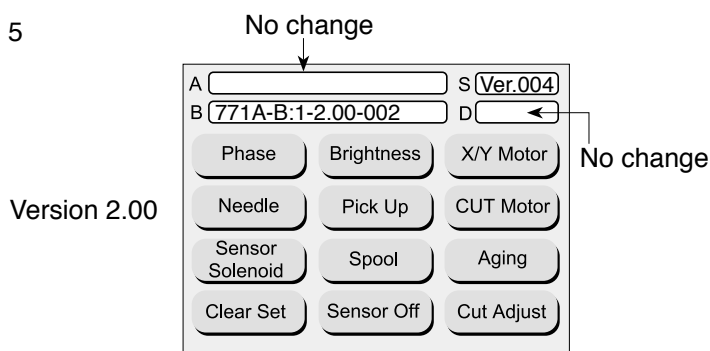 5
No change
A
S Ver.004
B 771A-B:1-2.00-002
D
No change
Phase
Brightness
X/Y Motor
Version 2.00
Needle
Pick Up
CUT Motor
Sensor
Solenoid
Spool
Aging
Clear Set
Sensor Off
Cut Adjust